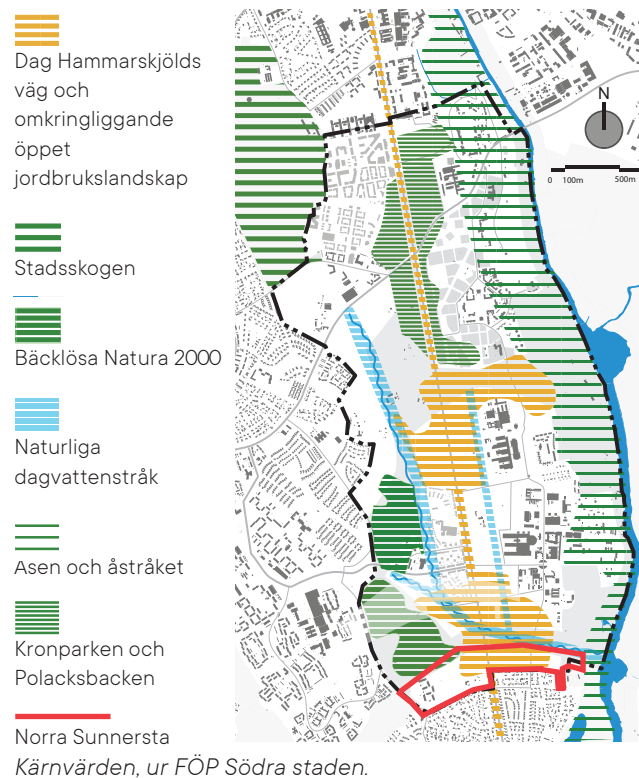 Dag Hammarskjölds
väg och
omkringliggande
öppet
jordbrukslandskap
Stadsskogen
Bäcklösa Natura 2000
Naturliga
dagvattenstråk
Åsen och åstråket
Kronparken och
Polacksbacken
Norra Sunnersta
Kärnvärden, ur FÖP Södra staden.
N
0 100m 500m